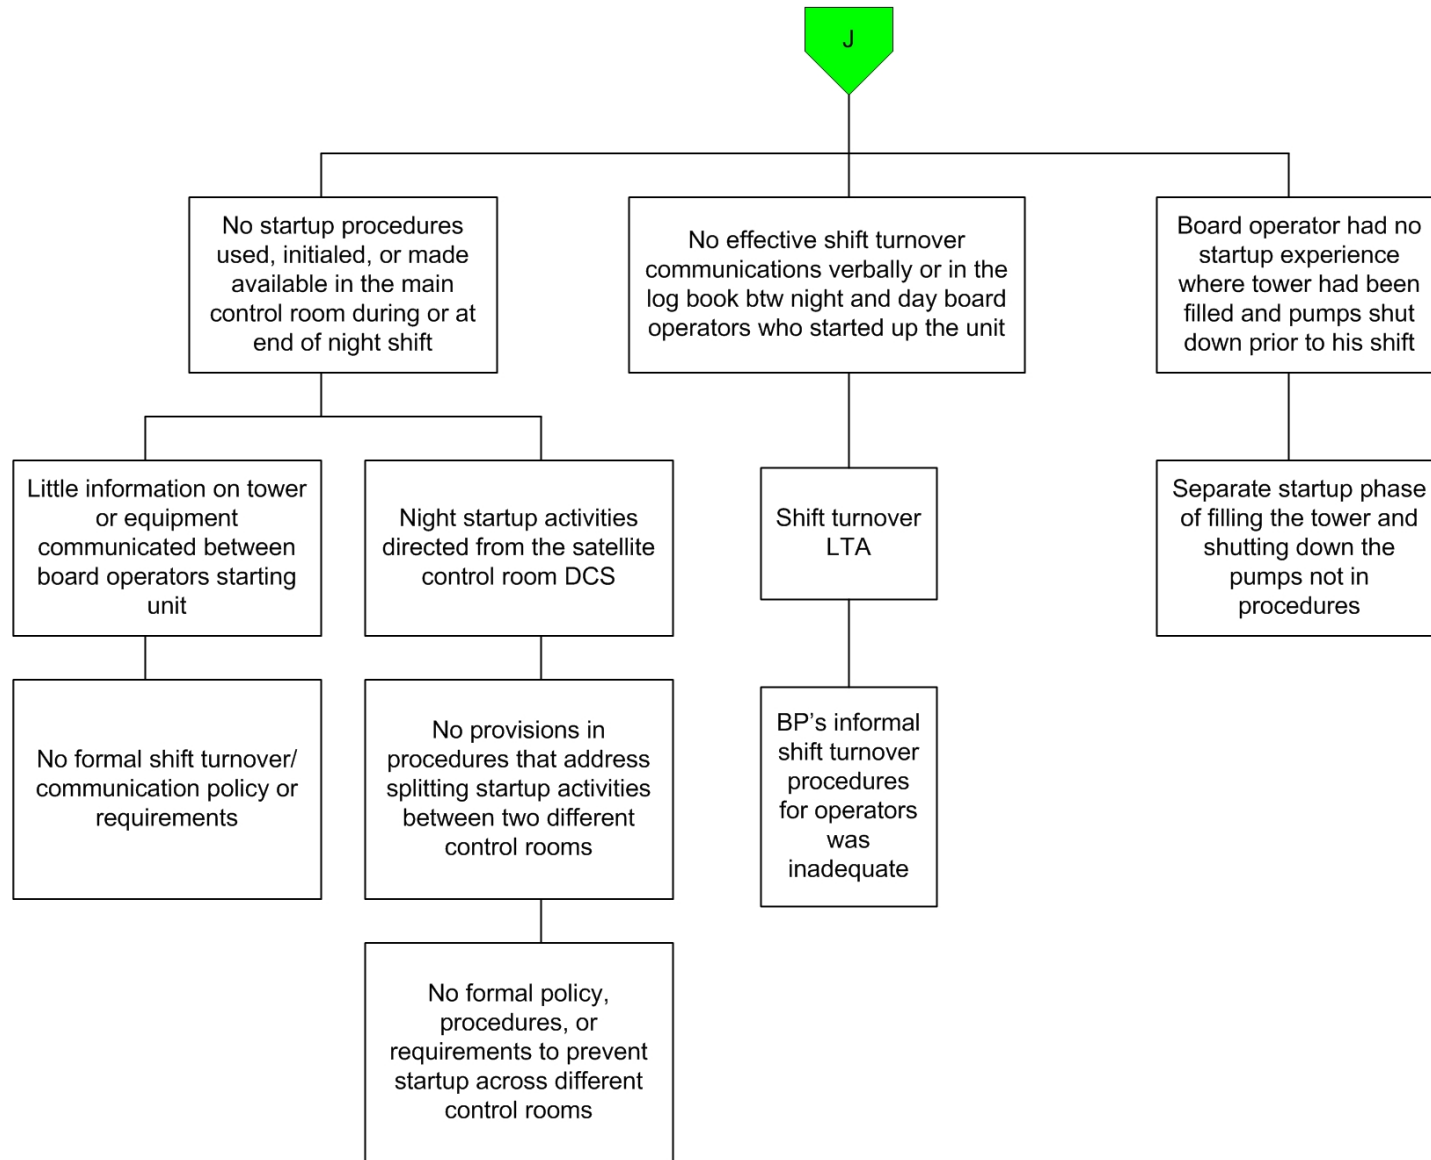 J
No startup procedures
used, initialed, or made
available in the main
control room during or at
end of night shift
No effective shift turnover
communications verbally or in the
log book btw night and day board
operators who started up the unit
Board operator had no
startup experience
where tower had been
filled and pumps shut
down prior to his shift
Little information on tower
or equipment
communicated between
board operators starting
unit
Night startup activities
directed from the satellite
control room DCS
Shift turnover
LTA
Separate startup phase
of filling the tower and
shutting down the
pumps not in
procedures
No formal shift turnover/
communication policy or
requirements
No provisions in
procedures that address
splitting startup activities
between two different
control rooms
BP’s informal
shift turnover
procedures
for operators
was
inadequate
No formal policy,
procedures, or
requirements to prevent
startup across different
control rooms